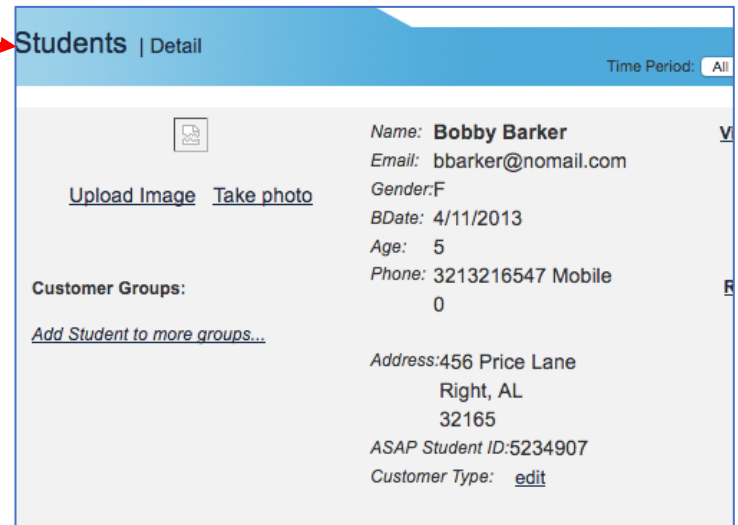 Students | Detail
Time Period: All
Upload Image Take photo
Customer Groups:
Add Student to more groups...
Name: Bobby Barker
Email: bbarker@nomail.com
Gender:F
BDate: 4/11/2013
Age: 5
Phone: 3213216547 Mobile
0
Address:456 Price Lane
Right, AL
32165
ASAP Student ID:5234907
Customer Type: edit